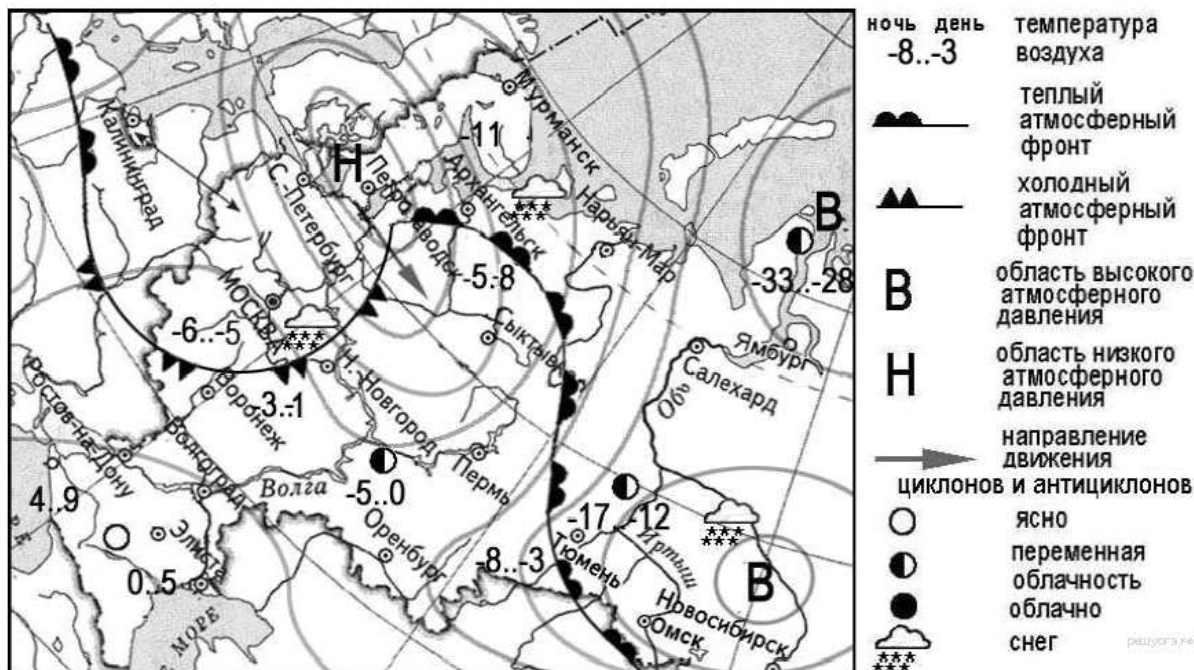 Мурманск
Калининград
-11
Н
С.-Петербург
Петрозаводск
Архангельск
Нарьян-Мар
В
-33..-28
-5..-8
МОСКВА
-6..-5
Сыктывк
Ямбург
Салехард
Обь
Ростов-на-Дону
Воронеж
-3..-1
Н.-Новгород
Пермь
Волгоград
Волга
-5..0
4..9
Элиста
0..5
Оренбург
-8..-3
-17..-12
Тюмень
Иртыш
В
Новосибирск
Омск
МОРЕ
ночь день температура
-8..-3 воздуха
теплый
атмосферный
фронт
холодный
атмосферный
фронт
В область высокого
атмосферного
давления
Н область низкого
атмосферного
давления
направление
движения
циклонов и антициклонов
ясно
переменная
облачность
облачно
снег